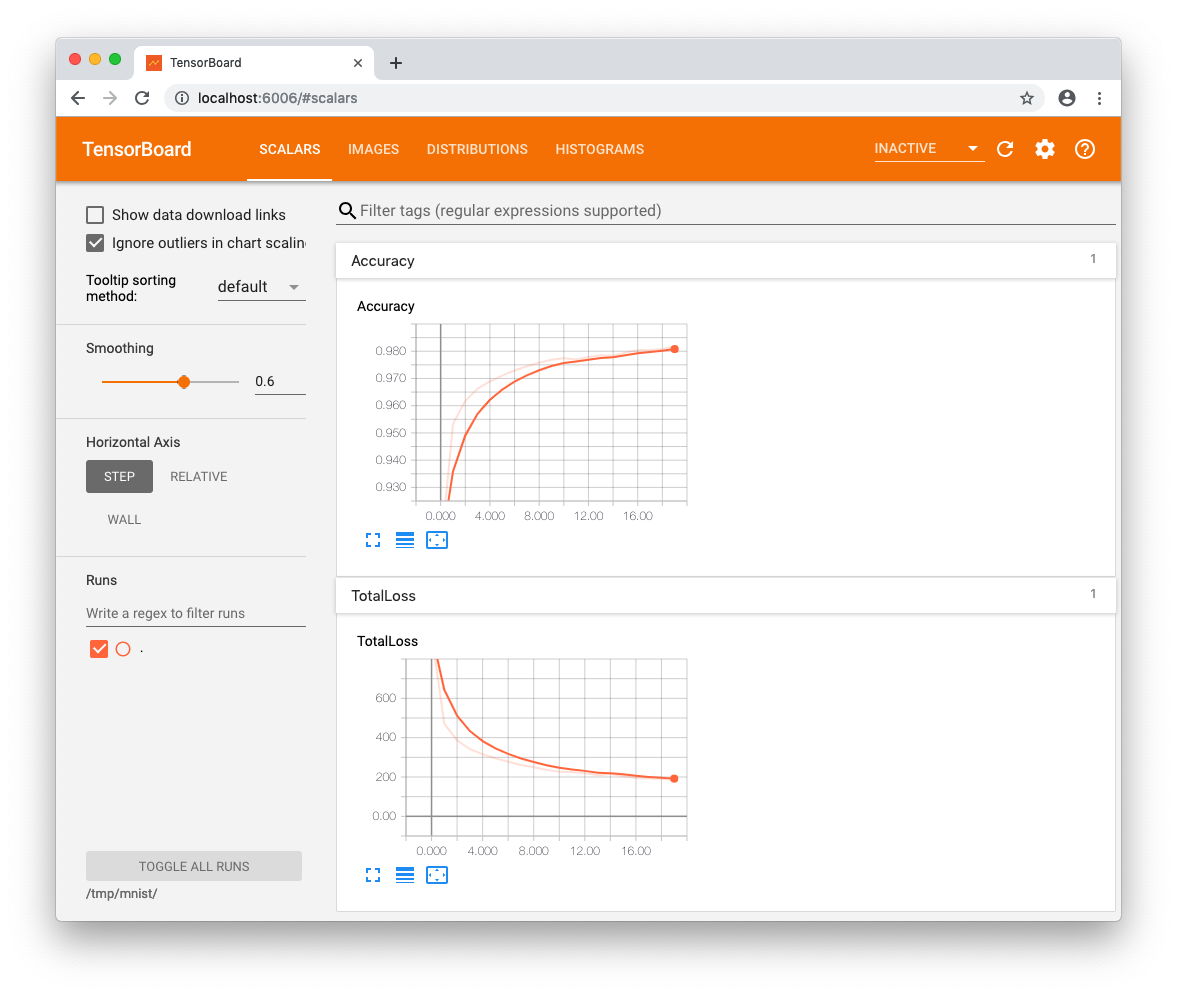 TensorBoard
localhost:6006/#scalars
TensorBoard
SCALARS
IMAGES
DISTRIBUTIONS
HISTOGRAMS
INACTIVE
Show data download links
Ignore outliers in chart scalin
Tooltip sorting
method:
default
Smoothing
0.6
Horizontal Axis
STEP
RELATIVE
WALL
Runs
Write a regex to filter runs
.
TOGGLE ALL RUNS
/tmp/mnist/
Filter tags (regular expressions supported)
Accuracy
1
Accuracy
0.980
0.970
0.960
0.950
0.940
0.930
0.000 4.000 8.000 12.00 16.00
TotalLoss
1
TotalLoss
600
400
200
0.00
0.000 4.000 8.000 12.00 16.00